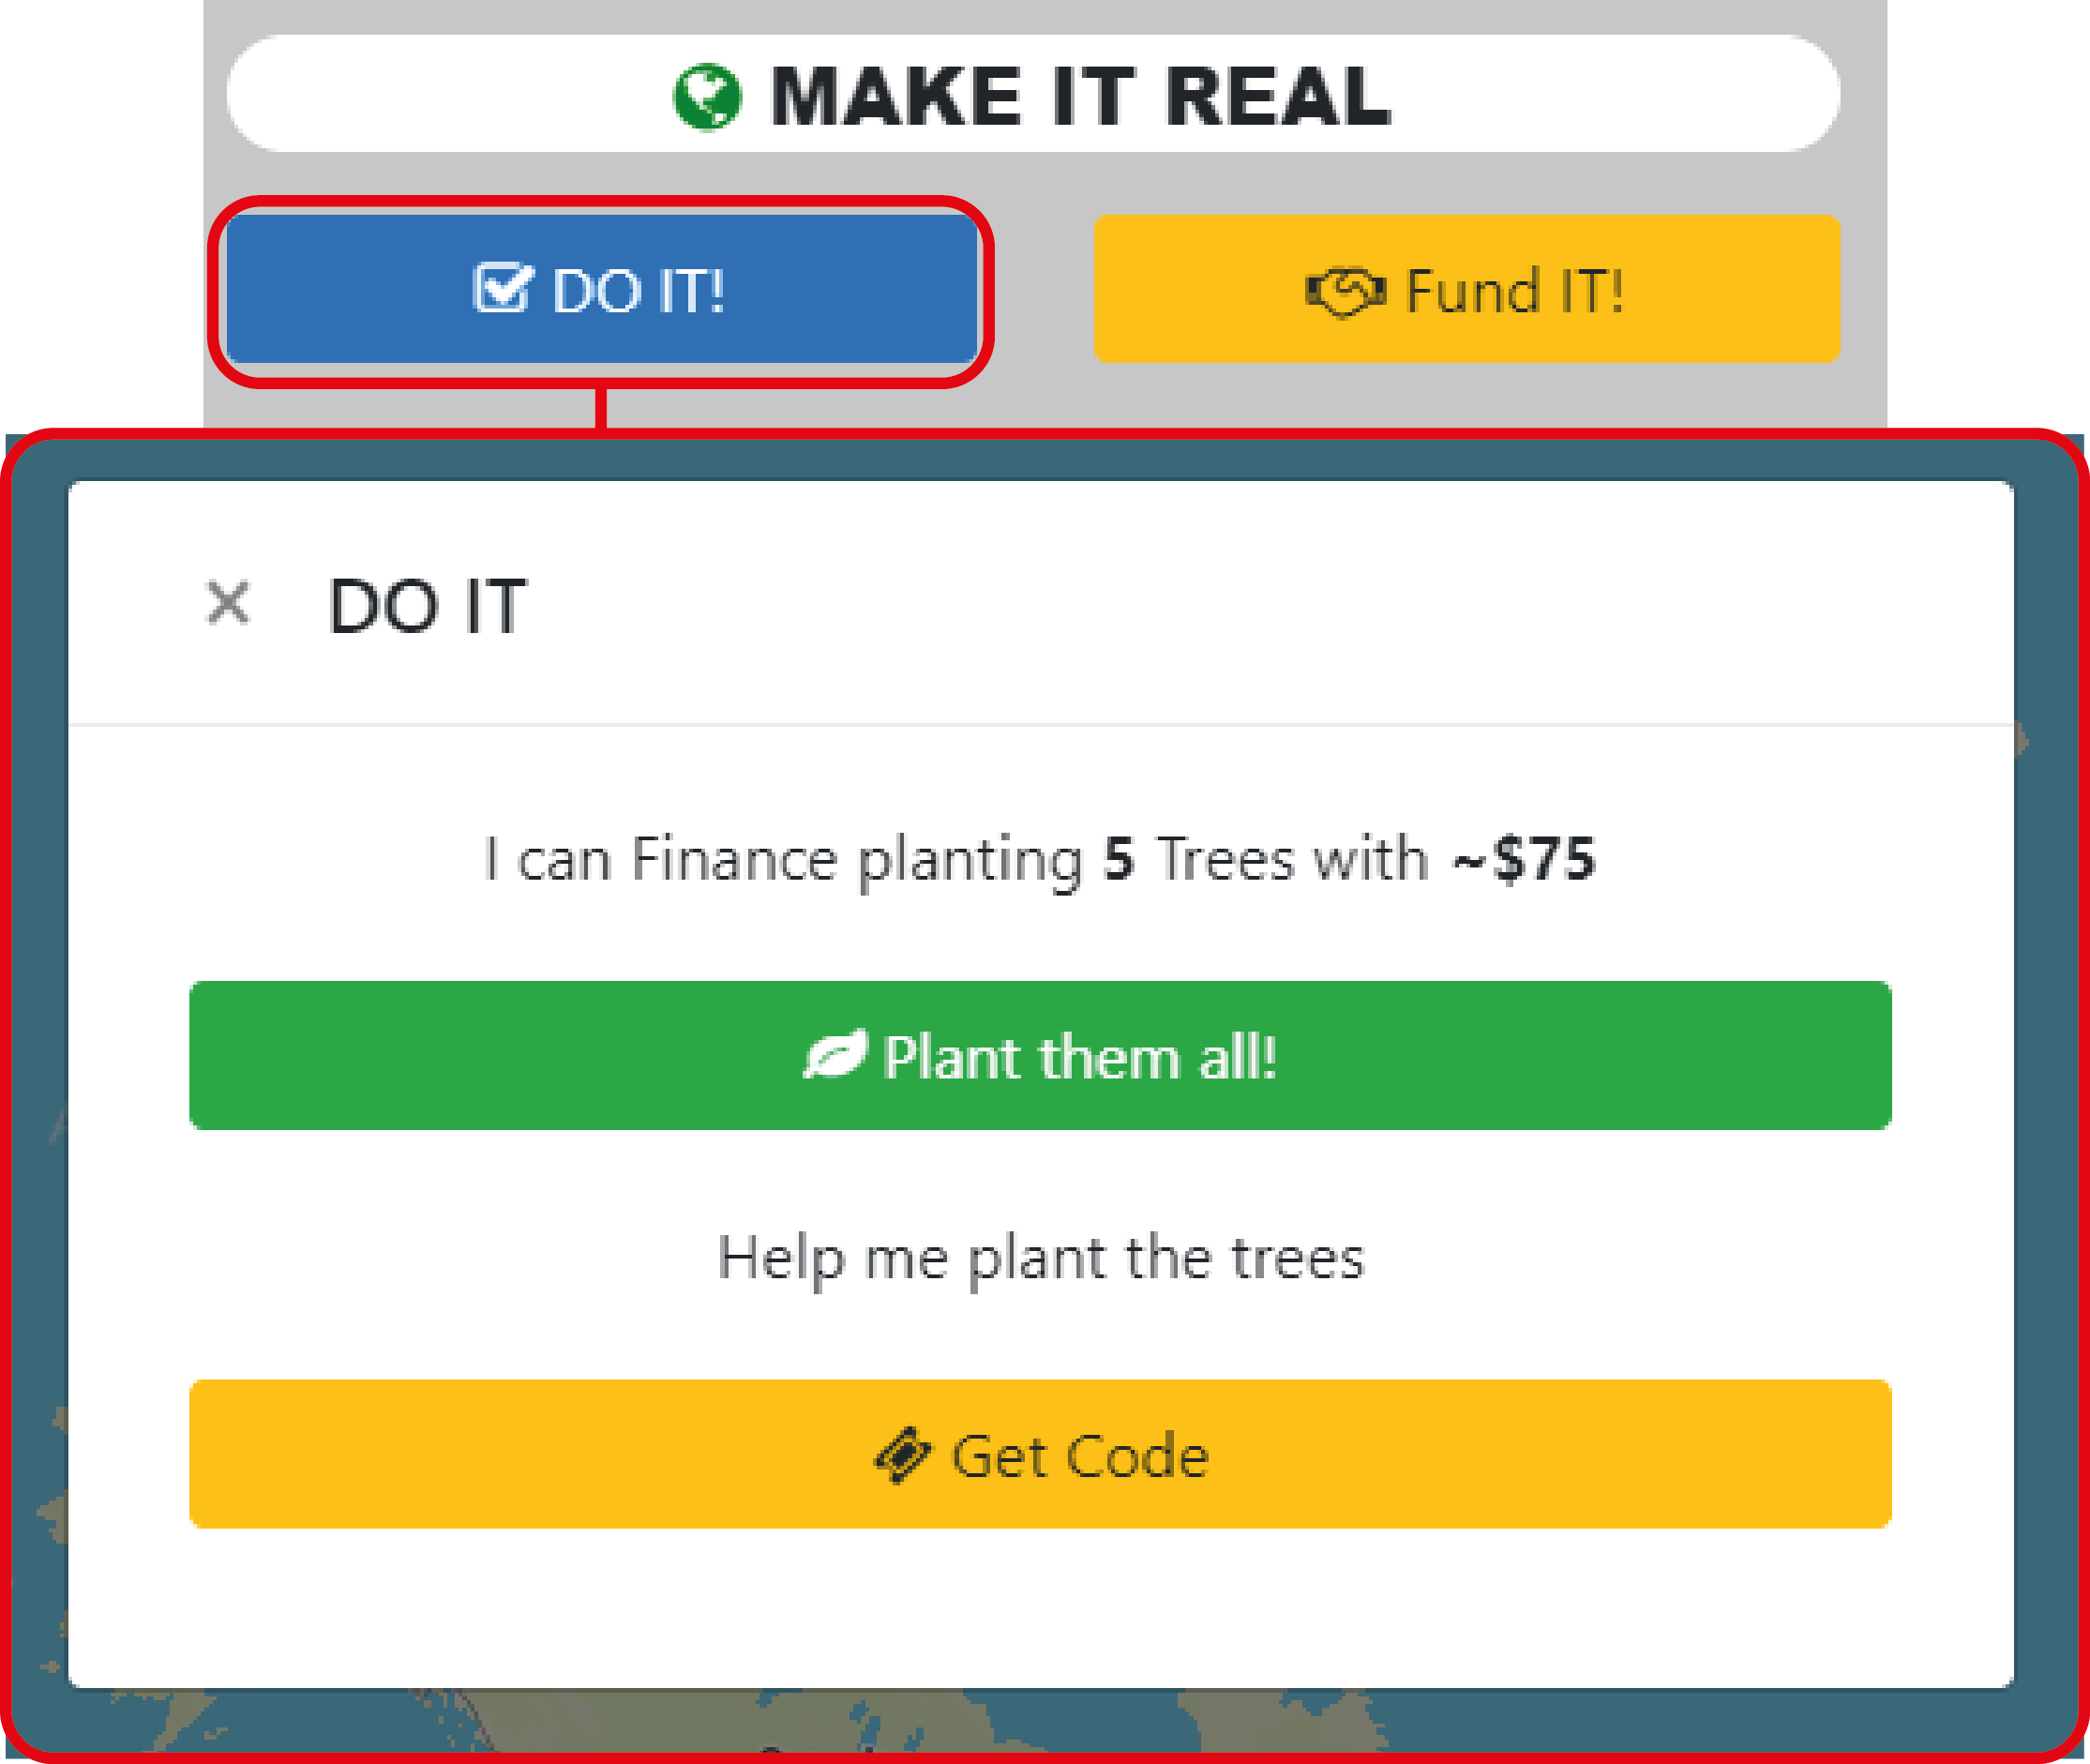 MAKE IT REAL
DO IT!
Fund IT!
× DO IT
I can Finance planting 5 Trees with ~$75
Plant them all!
Help me plant the trees
Get Code